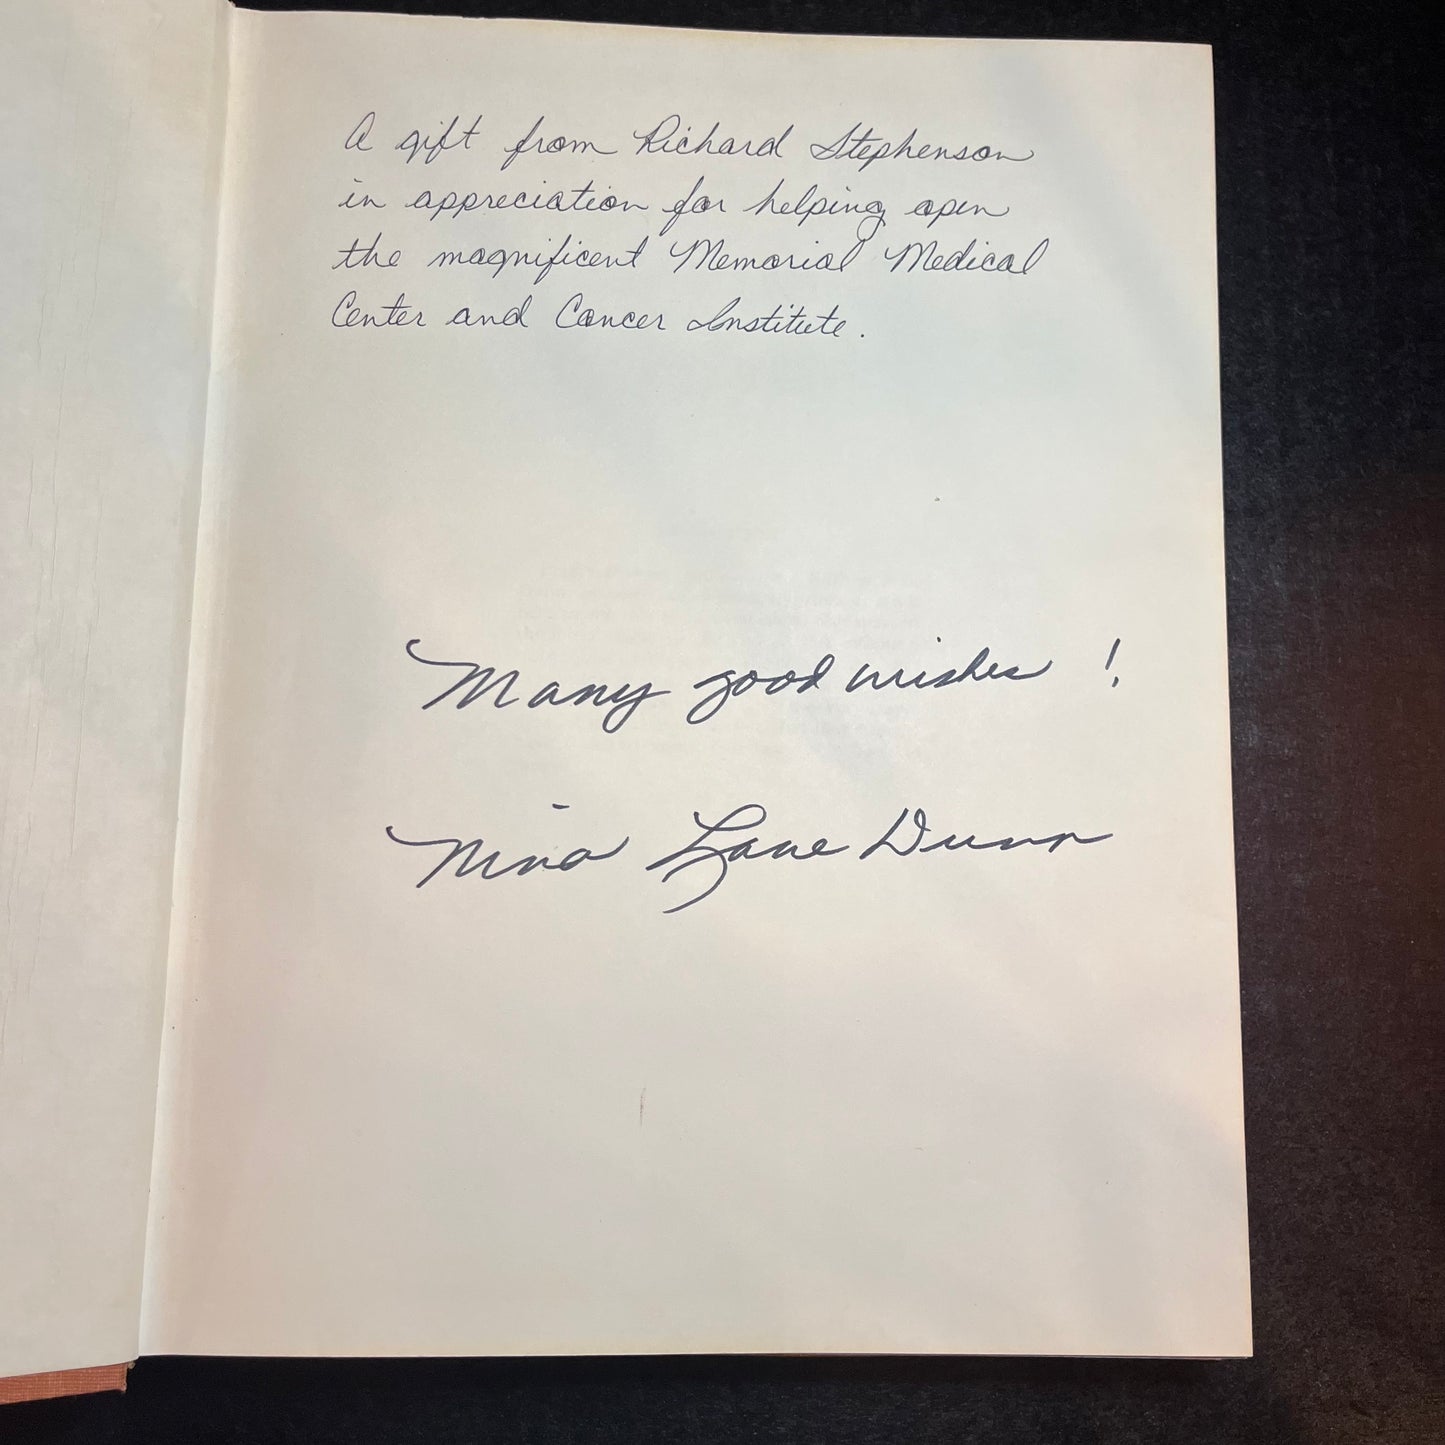 A gift from Richard Stephenson
in appreciation for helping open
the magnificent Memorial Medical
Center and Cancer Institute.
Many good wishes!
Nina Lane Dunn